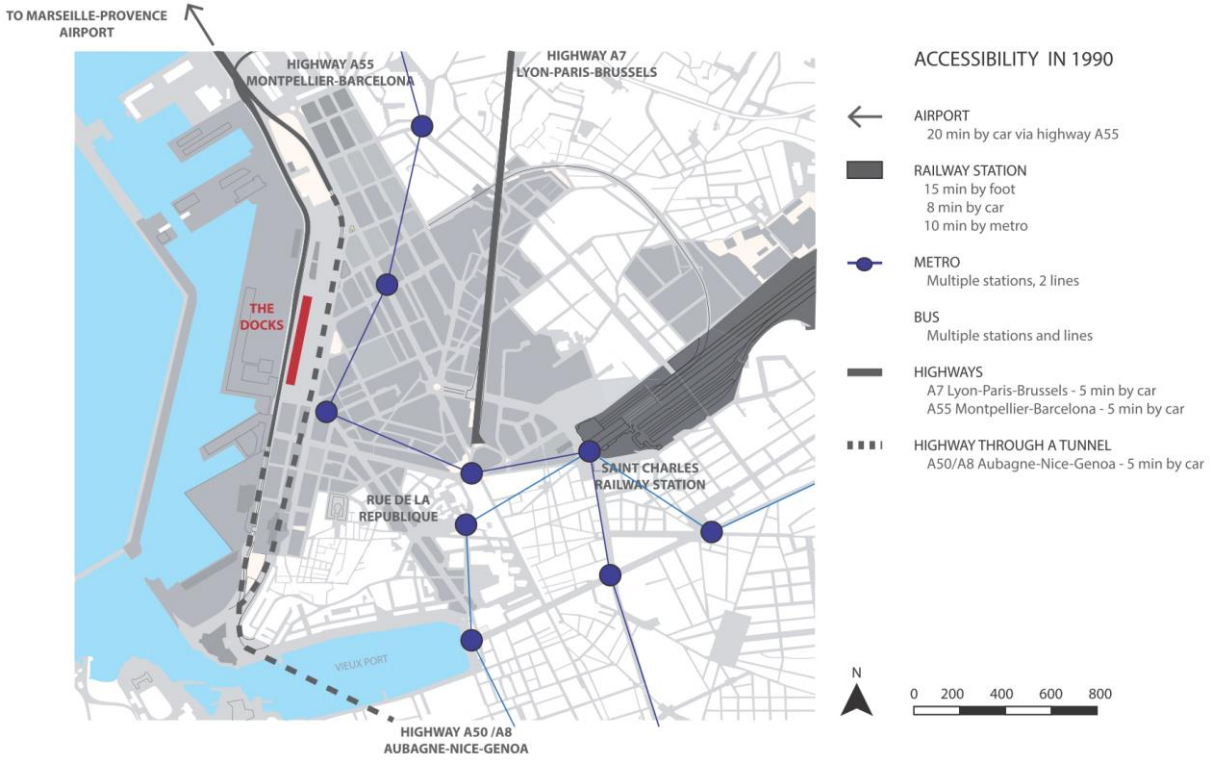 TO MARSEILLE-PROVENCE
AIRPORT
HIGHWAY A55
MONTPELLIER-BARCELONA
HIGHWAY A7
LYON-PARIS-BRUSSELS
THE
DOCKS
SAINT CHARLES
RAILWAY STATION
RUE DE LA
REPUBLIQUE
VIEUX PORT
HIGHWAY A50 /A8
AUBAGNE-NICE-GENOA
ACCESSIBILITY IN 1990
AIRPORT
20 min by car via highway A55
RAILWAY STATION
15 min by foot
8 min by car
10 min by metro
METRO
Multiple stations, 2 lines
BUS
Multiple stations and lines
HIGHWAYS
A7 Lyon-Paris-Brussels - 5 min by car
A55 Montpellier-Barcelona - 5 min by car
HIGHWAY THROUGH A TUNNEL
A50/A8 Aubagne-Nice-Genoa - 5 min by car
N
0 200 400 600 800